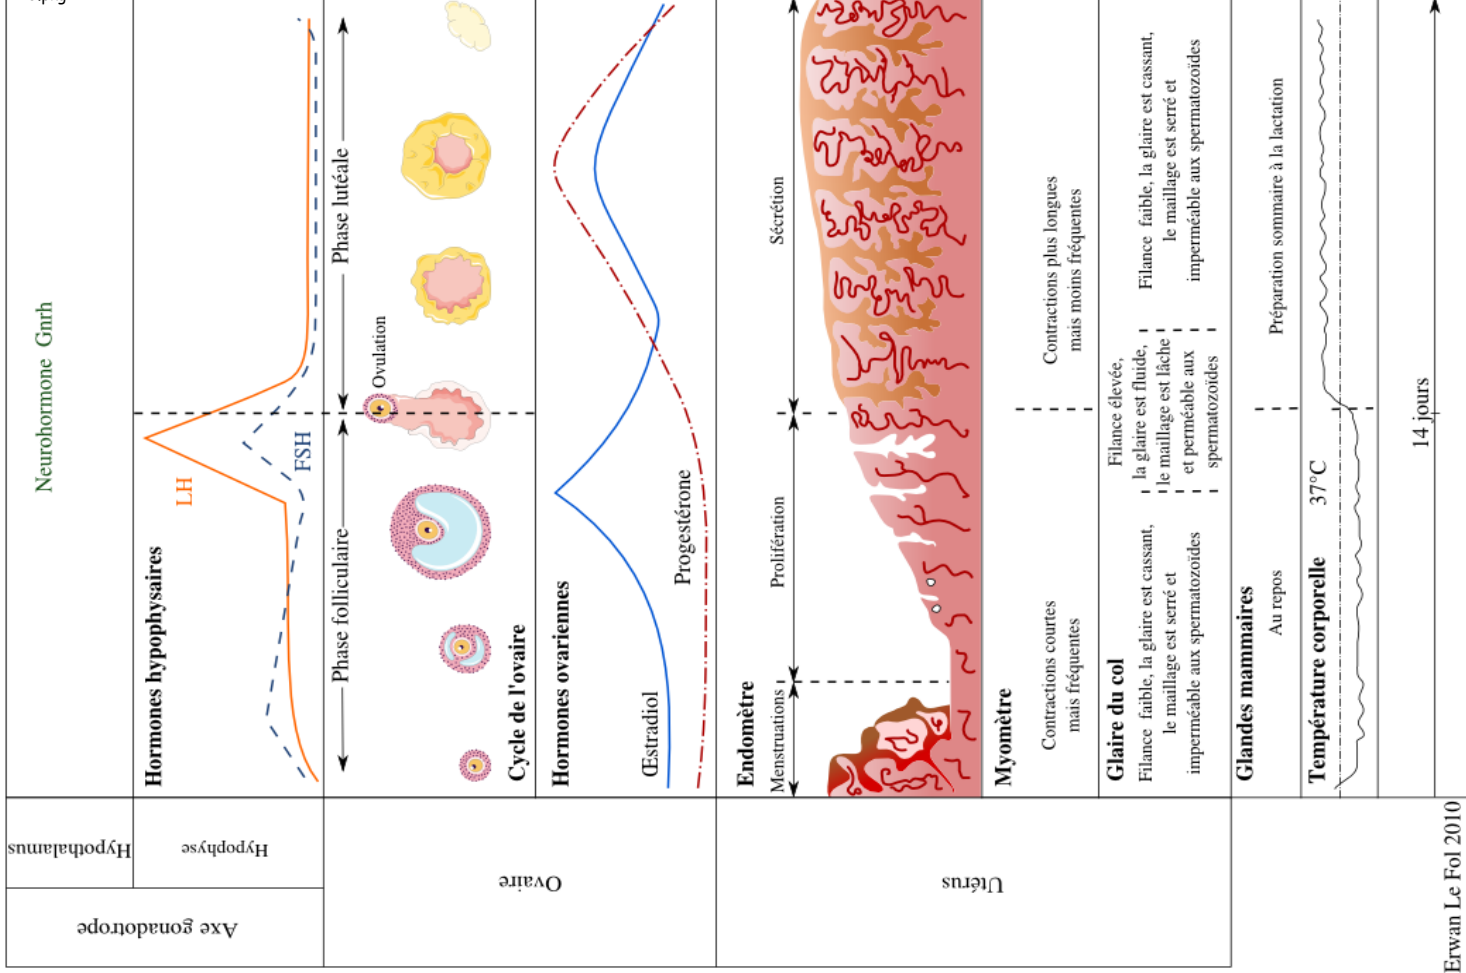 Axe gonadotrope
Hypothalamus
Neurohormone Gnrh
Hypophyse
Hormones hypophysaires
LH
FSH
Ovaire
Phase folliculaire
Phase lutéale
Ovulation
Cycle de l'ovaire
Hormones ovariennes
Œstradiol
Progestérone
Utérus
Endomètre
Menstruations
Prolifération
Sécrétion
Myomètre
Contractions courtes
mais fréquentes
Contractions plus longues
mais moins fréquentes
Glaire du col
Filance faible, la glaire est cassant,
le maillage est serré et
imperméable aux spermatozoïdes
Filance élevée,
la glaire est fluide,
le maillage est lâche
et perméable aux
spermatozoïdes
Filance faible, la glaire est cassant,
le maillage est serré et
imperméable aux spermatozoïdes
Glandes mammaires
Au repos
Préparation sommaire à la lactation
Température corporelle
37°C
14 jours
Erwan Le Fol 2010